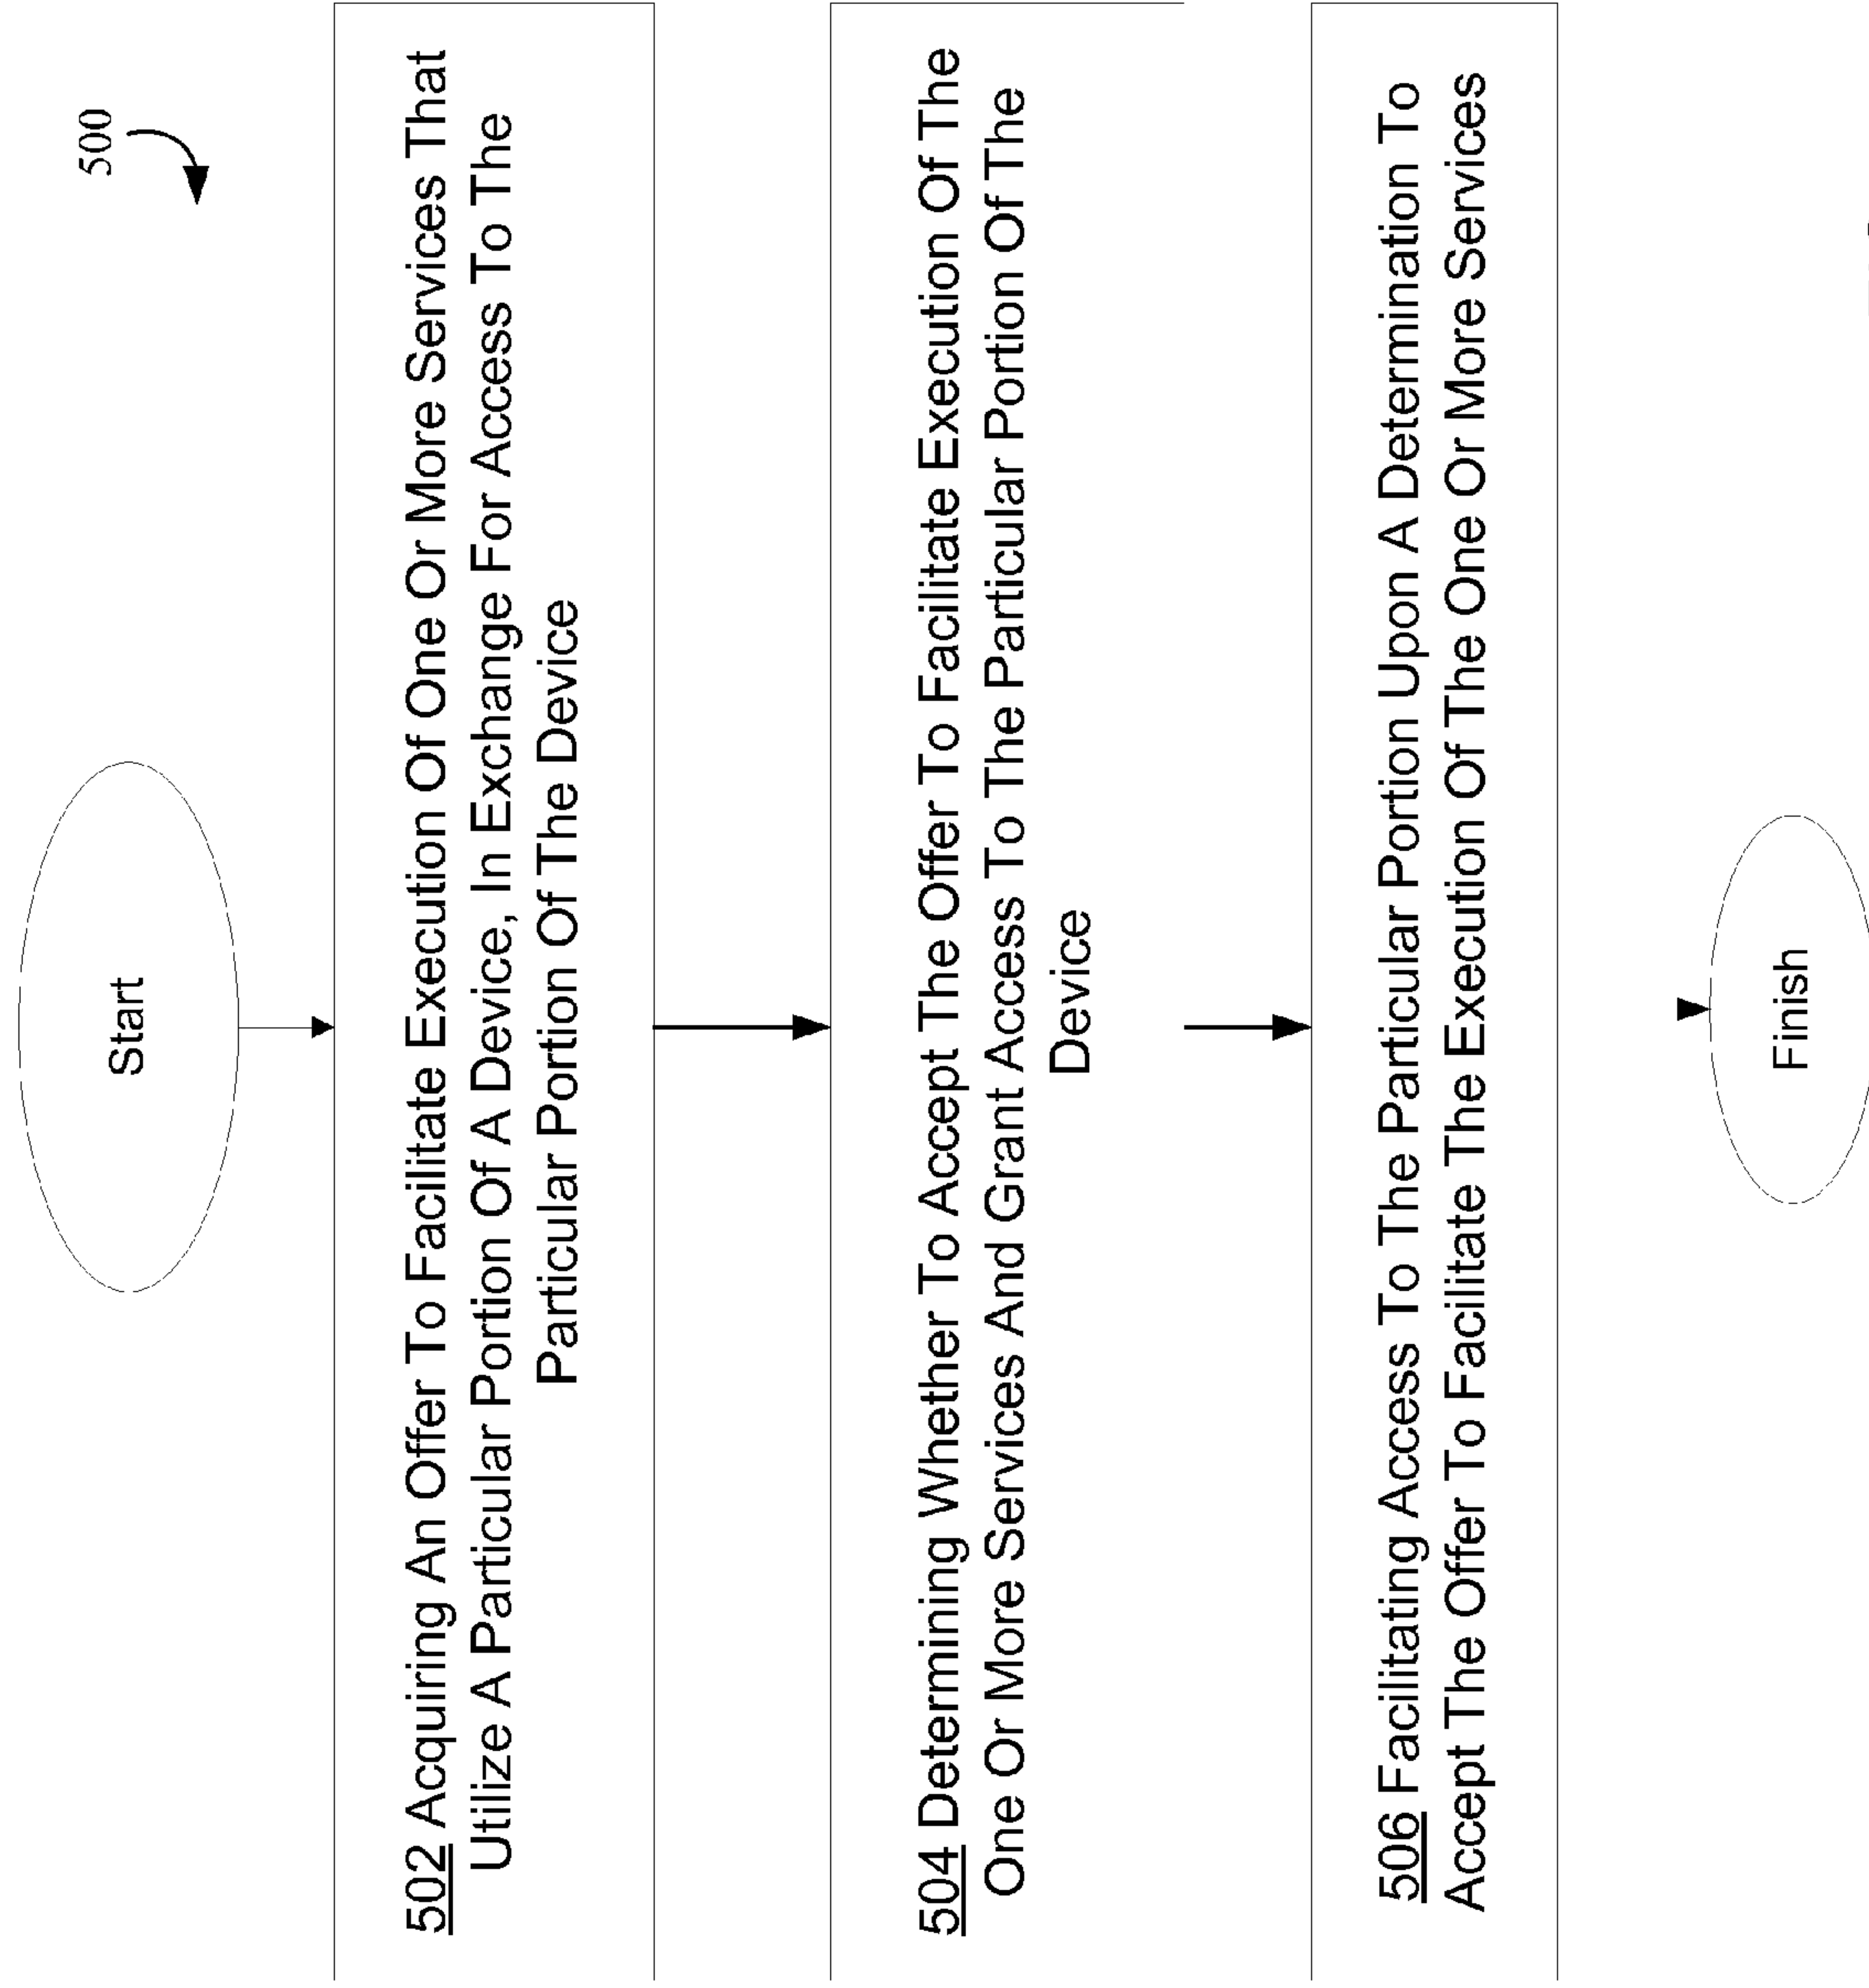 500
Start
502 Acquiring An Offer To Facilitate Execution Of One Or More Services That
Utilize A Particular Portion Of A Device, In Exchange For Access To The
Particular Portion Of The Device
504 Determining Whether To Accept The Offer To Facilitate Execution Of The
One Or More Services And Grant Access To The Particular Portion Of The
Device
506 Facilitating Access To The Particular Portion Upon A Determination To
Accept The Offer To Facilitate The Execution Of The One Or More Services
Finish